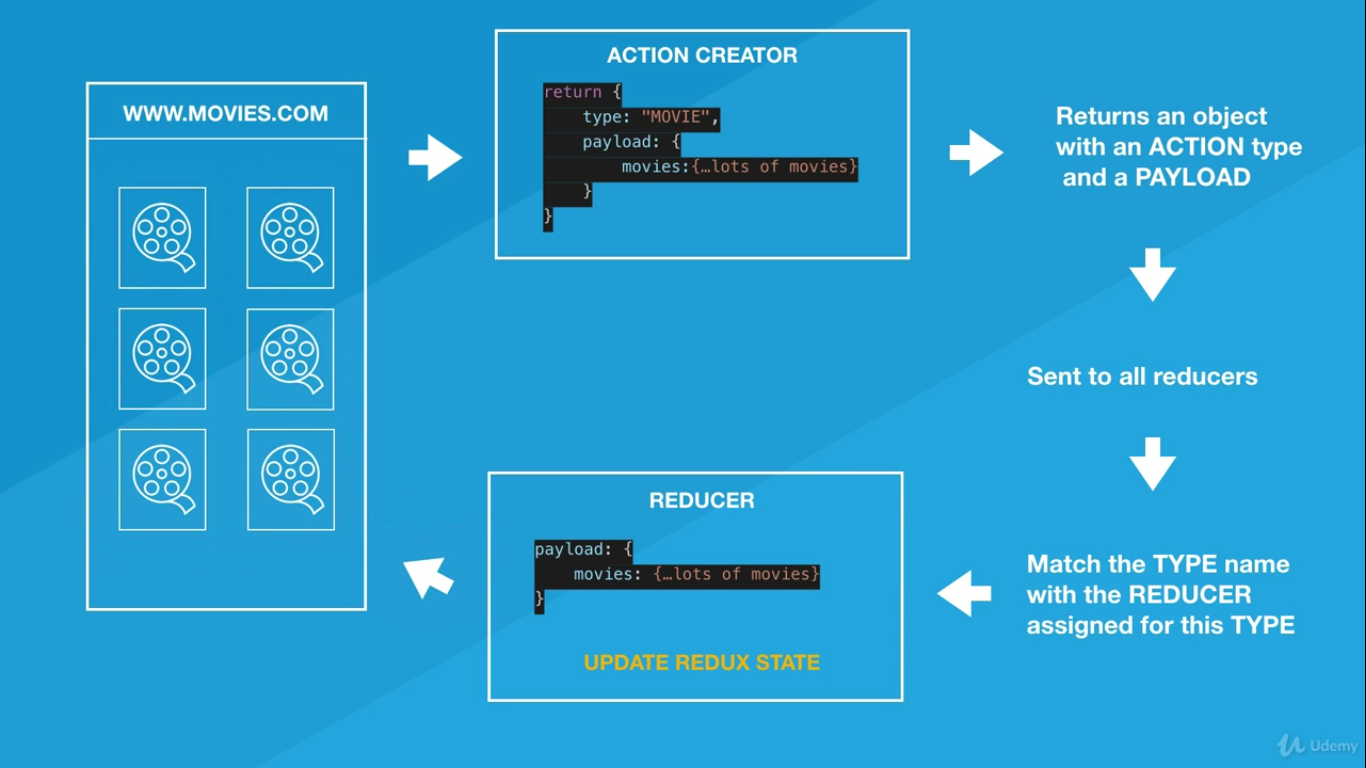 WWW.MOVIES.COM
ACTION CREATOR
return {
type: "MOVIE",
payload: {
movies:{…lots of movies}
}
}
Returns an object
with an ACTION type
and a PAYLOAD
Sent to all reducers
Match the TYPE name
with the REDUCER
assigned for this TYPE
REDUCER
payload: {
movies: {…lots of movies}
}
UPDATE REDUX STATE
Udemy